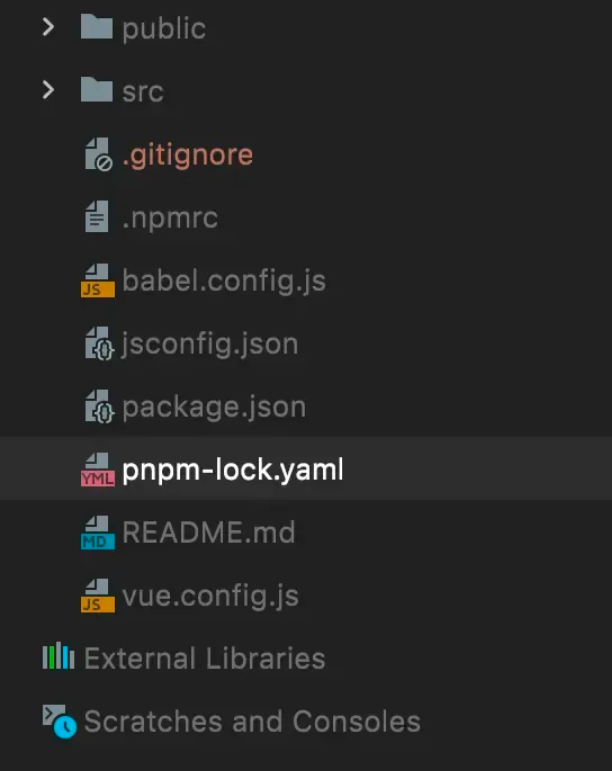 public
src
.gitignore
.npmrc
JS babel.config.js
jsconfig.json
package.json
YML pnpm-lock.yaml
MD README.md
JS vue.config.js
External Libraries
Scratches and Consoles